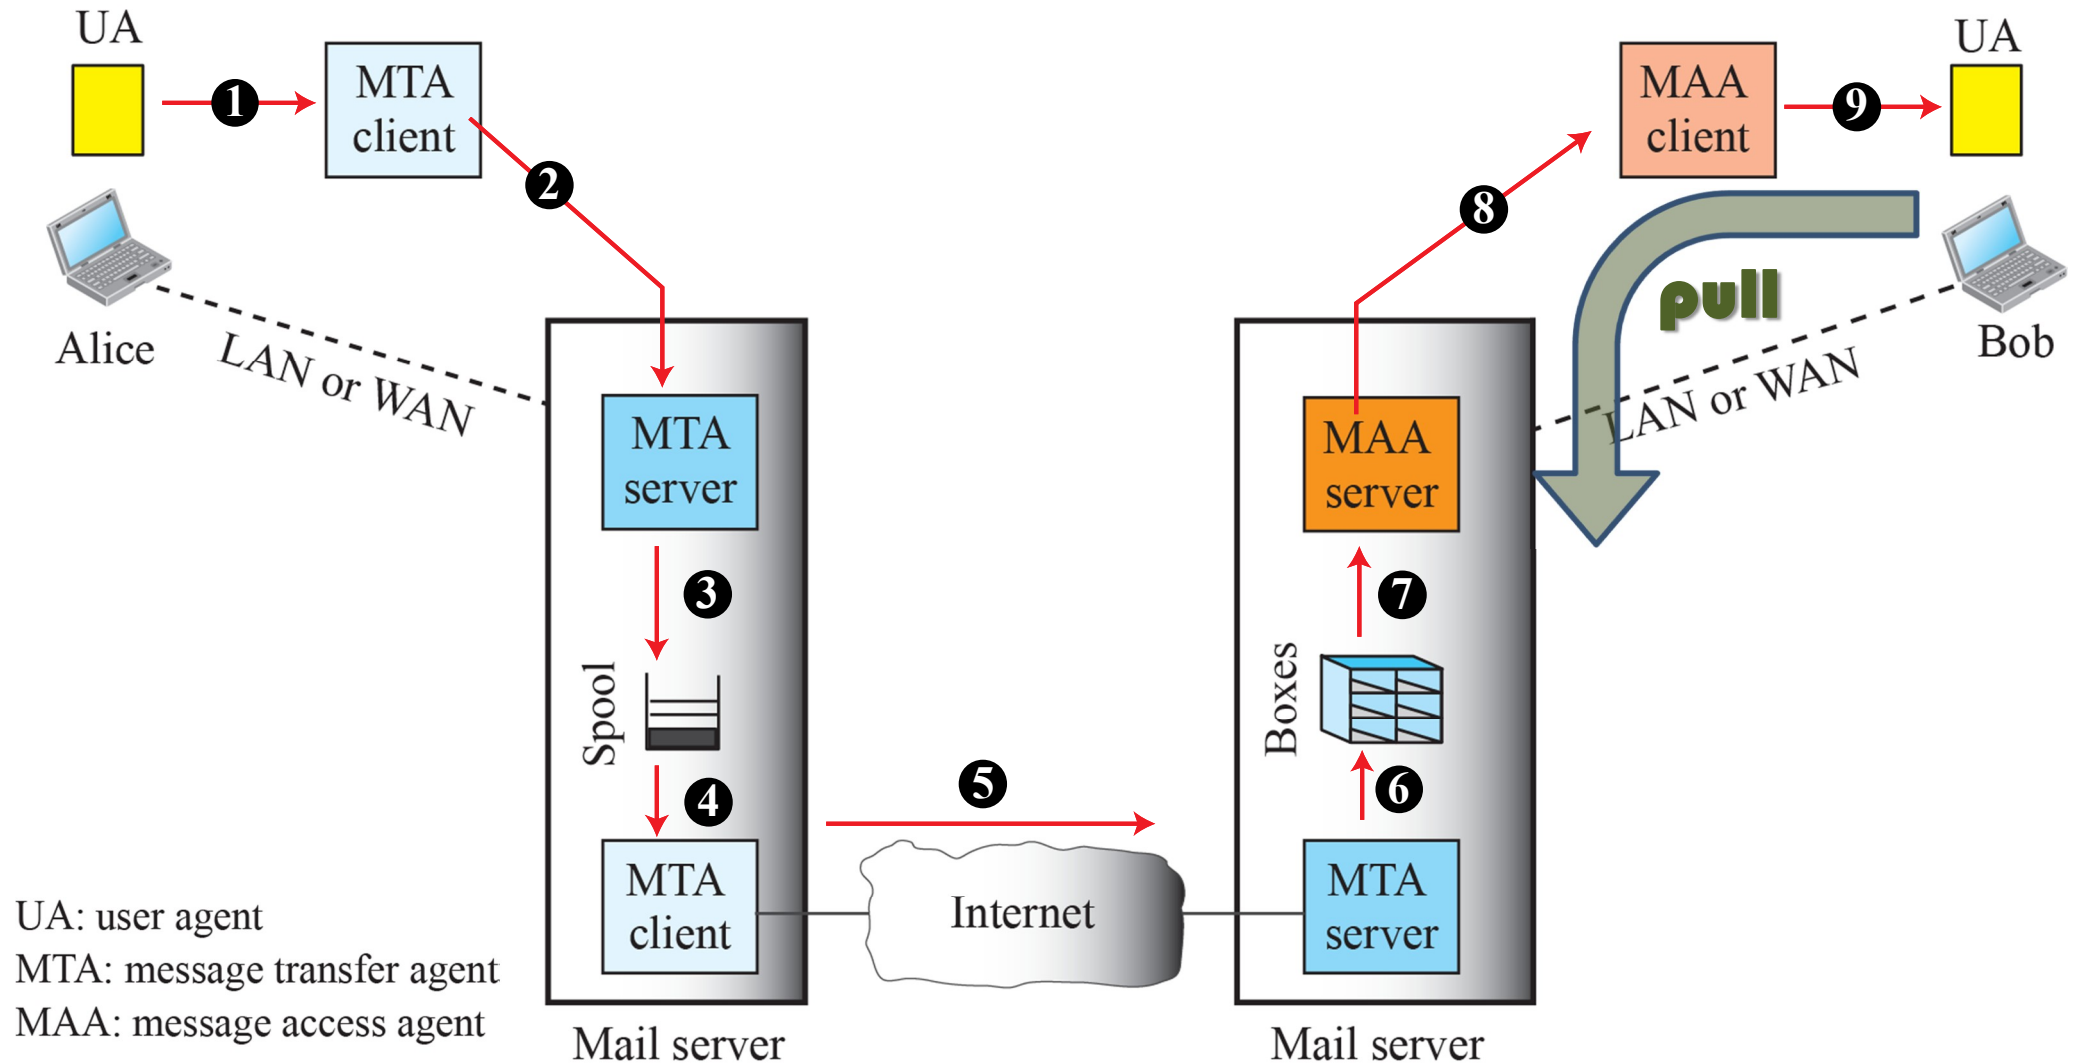 UA
MTA
client
1
2
Alice
LAN or WAN
MTA
server
3
Spool
4
MTA
client
Mail server
5
Internet
MAA
client
9
UA
8
pull
Bob
LAN or WAN
MAA
server
7
Boxes
6
MTA
server
Mail server
UA: user agent
MTA: message transfer agent
MAA: message access agent